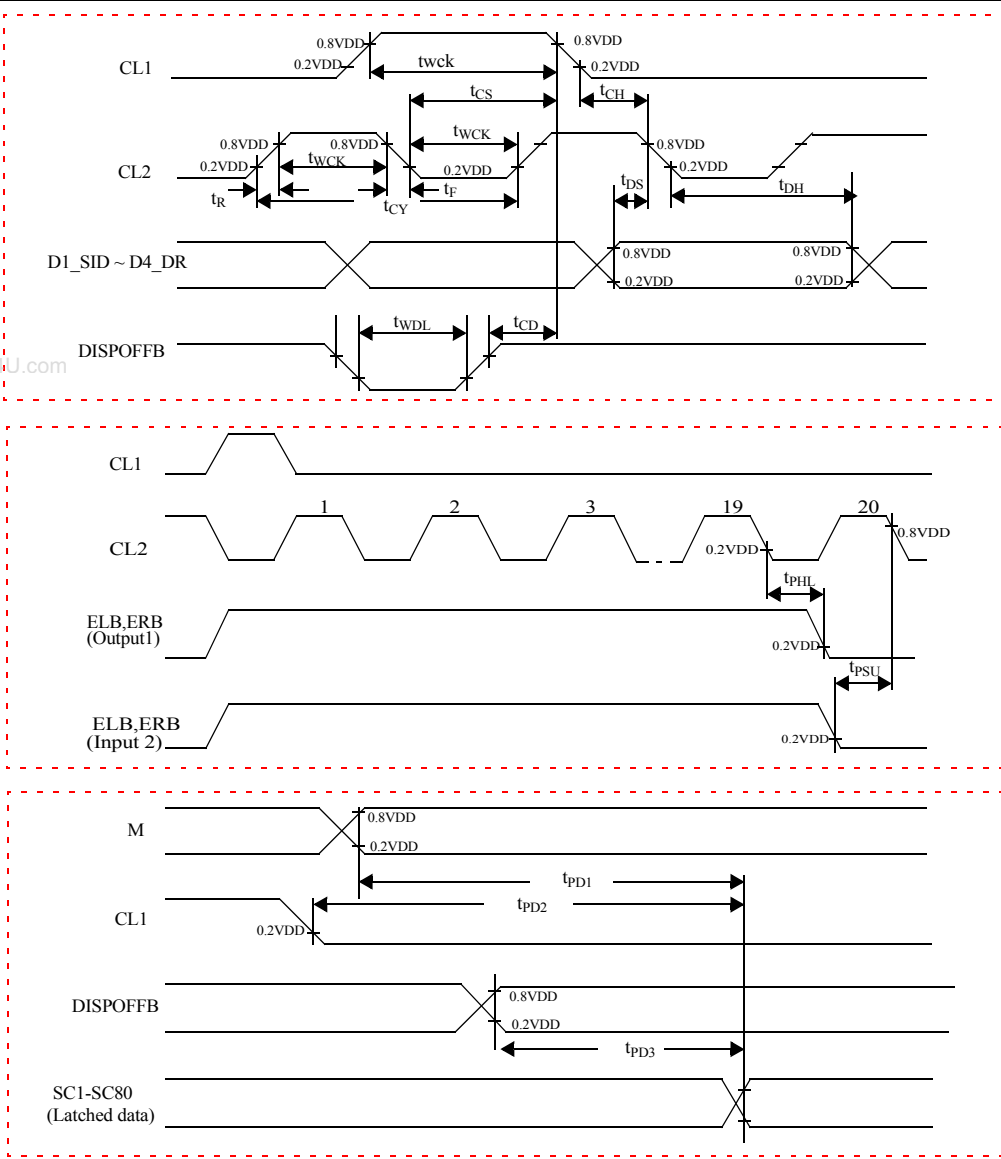 0.8VDD 0.8VDD
CL1 0.2VDD twck 0.2VDD
tCS tCH
0.8VDD 0.8VDD tWCK 0.8VDD
CL2 0.2VDD tWCK 0.2VDD 0.2VDD
tR tCY tF tDS tDH
D1_SID ~ D4_DR 0.8VDD 0.8VDD
0.2VDD 0.2VDD
tWDL tCD
DISPOFFB
U.com
CL1
1 2 3 19 20
CL2 0.2VDD 0.8VDD
tPHL
ELB,ERB
(Output1) 0.2VDD
tPSU
ELB,ERB
(Input 2) 0.2VDD
M 0.8VDD
0.2VDD
tPD1
CL1 tPD2
0.2VDD
DISPOFFB 0.8VDD
0.2VDD
tPD3
SC1-SC80
(Latched data)